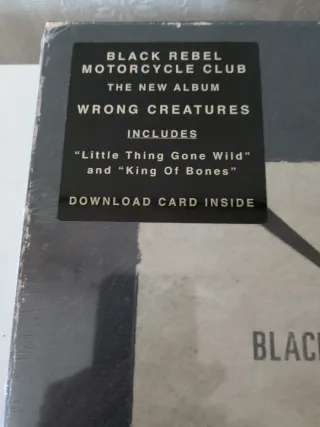 BLACK REBEL
MOTORCYCLE CLUB
THE NEW ALBUM
WRONG CREATURES
INCLUDES
“Little Thing Gone Wild”
and “King Of Bones”
DOWNLOAD CARD INSIDE